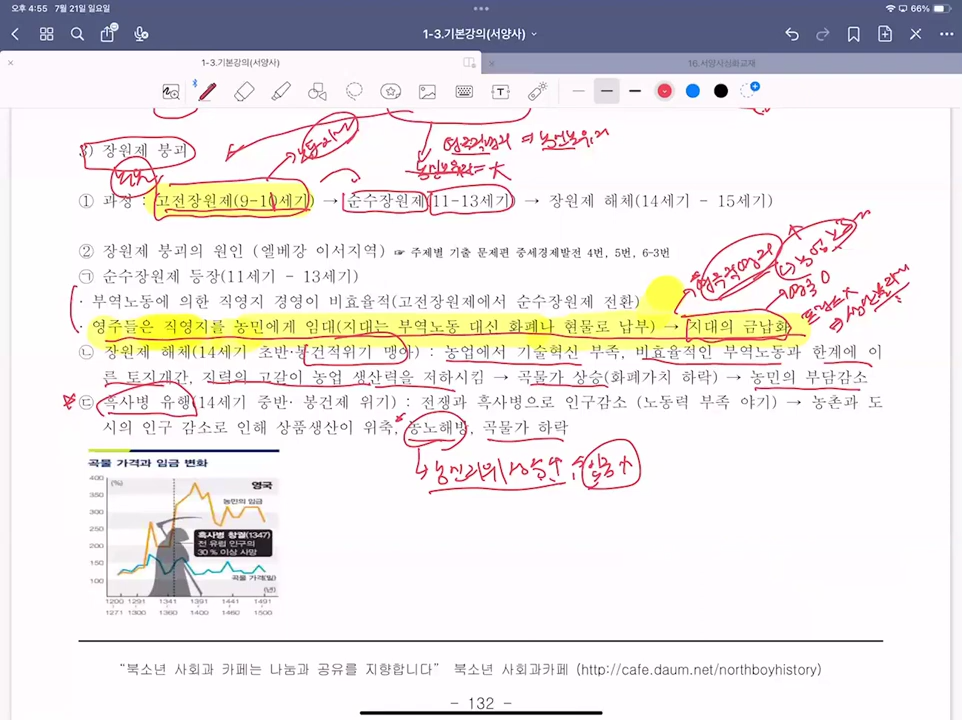 오후 4:55 7월 21일 일요일
66%
1-3.기본강의(서양사)
1-3.기본강의(서양사)
16.서양사심화교재
3) 장원제 붕괴
① 과정 : 고전장원제(9-10세기) → 순수장원제(11-13세기) → 장원제 해체(14세기 - 15세기)
② 장원제 붕괴의 원인 (엘베강 이서지역) ☞ 주제별 기출 문제편 중세경제발전 4번, 5번, 6-3번
㉠ 순수장원제 등장(11세기 - 13세기)
· 부역노동에 의한 직영지 경영이 비효율적(고전장원제에서 순수장원제 전환)
· 영주들은 직영지를 농민에게 임대(지대는 부역노동 대신 화폐나 현물로 납부) → 지대의 금납화
㉡ 장원제 해체(14세기 초반·봉건적위기 맹아) : 농업에서 기술혁신 부족, 비효율적인 부역노동과 한계에 이
른 토지개간, 지력의 고갈이 농업 생산력을 저하시킴 → 곡물가 상승(화폐가치 하락) → 농민의 부담감소
㉢ 흑사병 유행(14세기 중반· 봉건제 위기) : 전쟁과 흑사병으로 인구감소 (노동력 부족 야기) → 농촌과 도
시의 인구 감소로 인해 상품생산이 위축, 농노해방, 곡물가 하락
곡물 가격과 임금 변화
400 (%) 영국
350 농민의 임금
300
250 흑사병 창궐(1347)
200 전 유럽 인구의
30 % 이상 사망
150
100 곡물 가격(밀)
(년)
1200 1291 1341 1391 1441 1491
1271 1300 1360 1400 1460 1500
“북소년 사회과 카페는 나눔과 공유를 지향합니다” 북소년 사회과카페 (http://cafe.daum.net/northboyhistory)
- 132 -